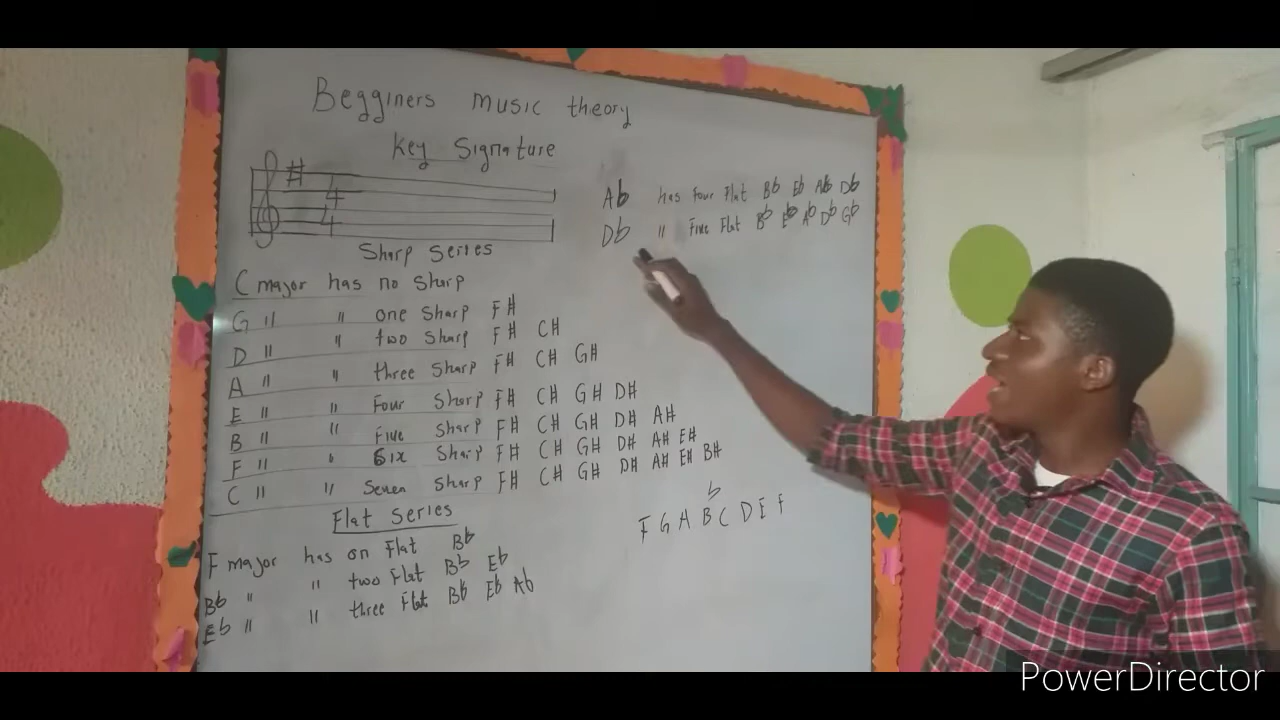 Begginers music theory
Key Signature
#
4
4
Sharp Series
C major has no Sharp
G " " one Sharp F#
D " " two Sharp F# C#
A " " three Sharp F# C# G#
E " " Four Sharp F# C# G# D#
B " " Five Sharp F# C# G# D# A#
F " " Six Sharp F# C# G# D# A# E#
C " " Seven Sharp F# C# G# D# A# E# B#
Flat Series
F major has on Flat Bb
Bb " " two Flat Bb Eb
Eb " " three Flat Bb Eb Ab
Ab has Four Flat Bb Eb Ab Db
Db " Five Flat Bb Eb Ab Db Gb
b
F G A B C D E F
PowerDirector